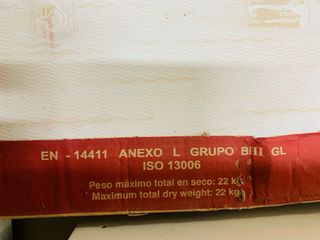 EN - 14411 ANEXO L GRUPO BIII GL
ISO 13006
Peso máximo total en seco: 22 kg
Maximum total dry weight: 22 kg